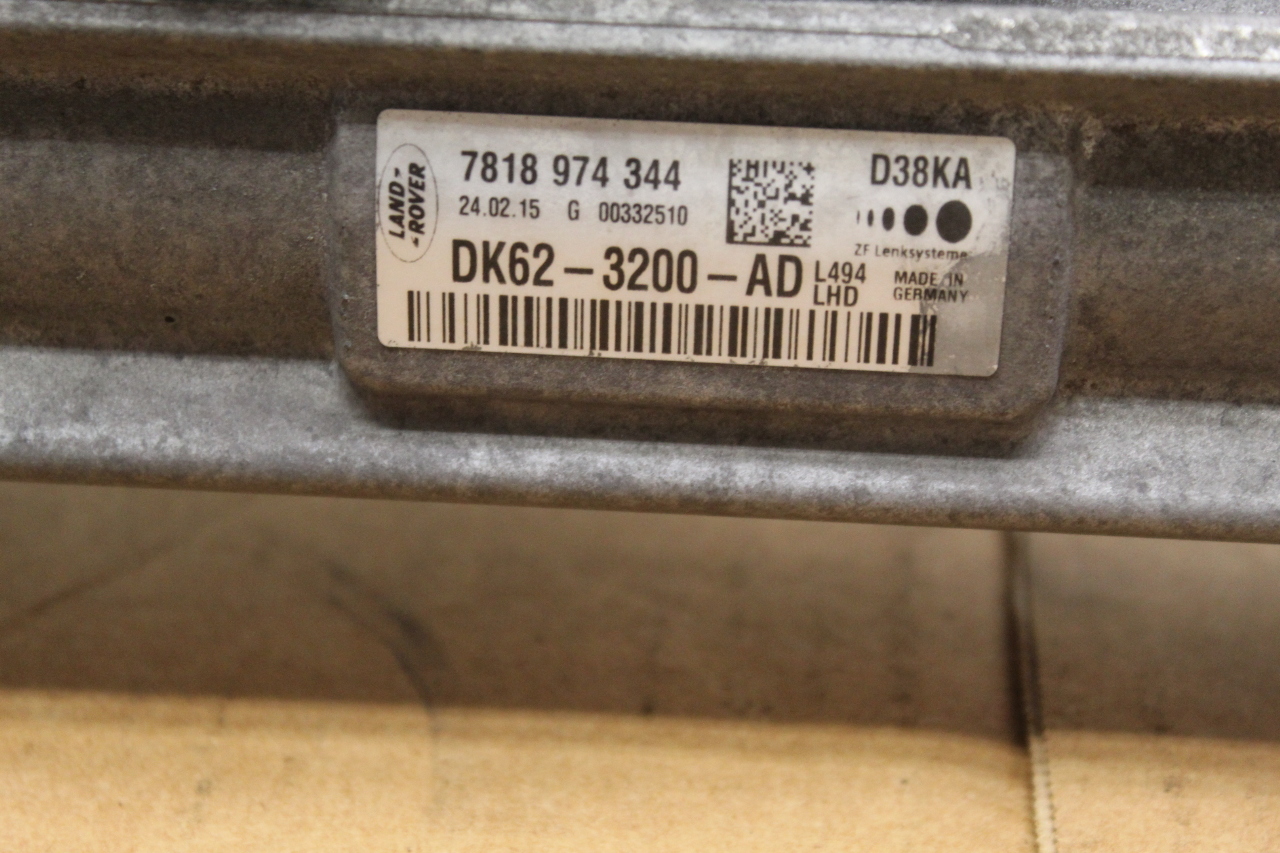 LAND-
-ROVER
7818 974 344
24.02.15 G 00332510
D38KA
ZF Lenksysteme
DK62-3200-AD
L494
LHD
MADE IN
GERMANY